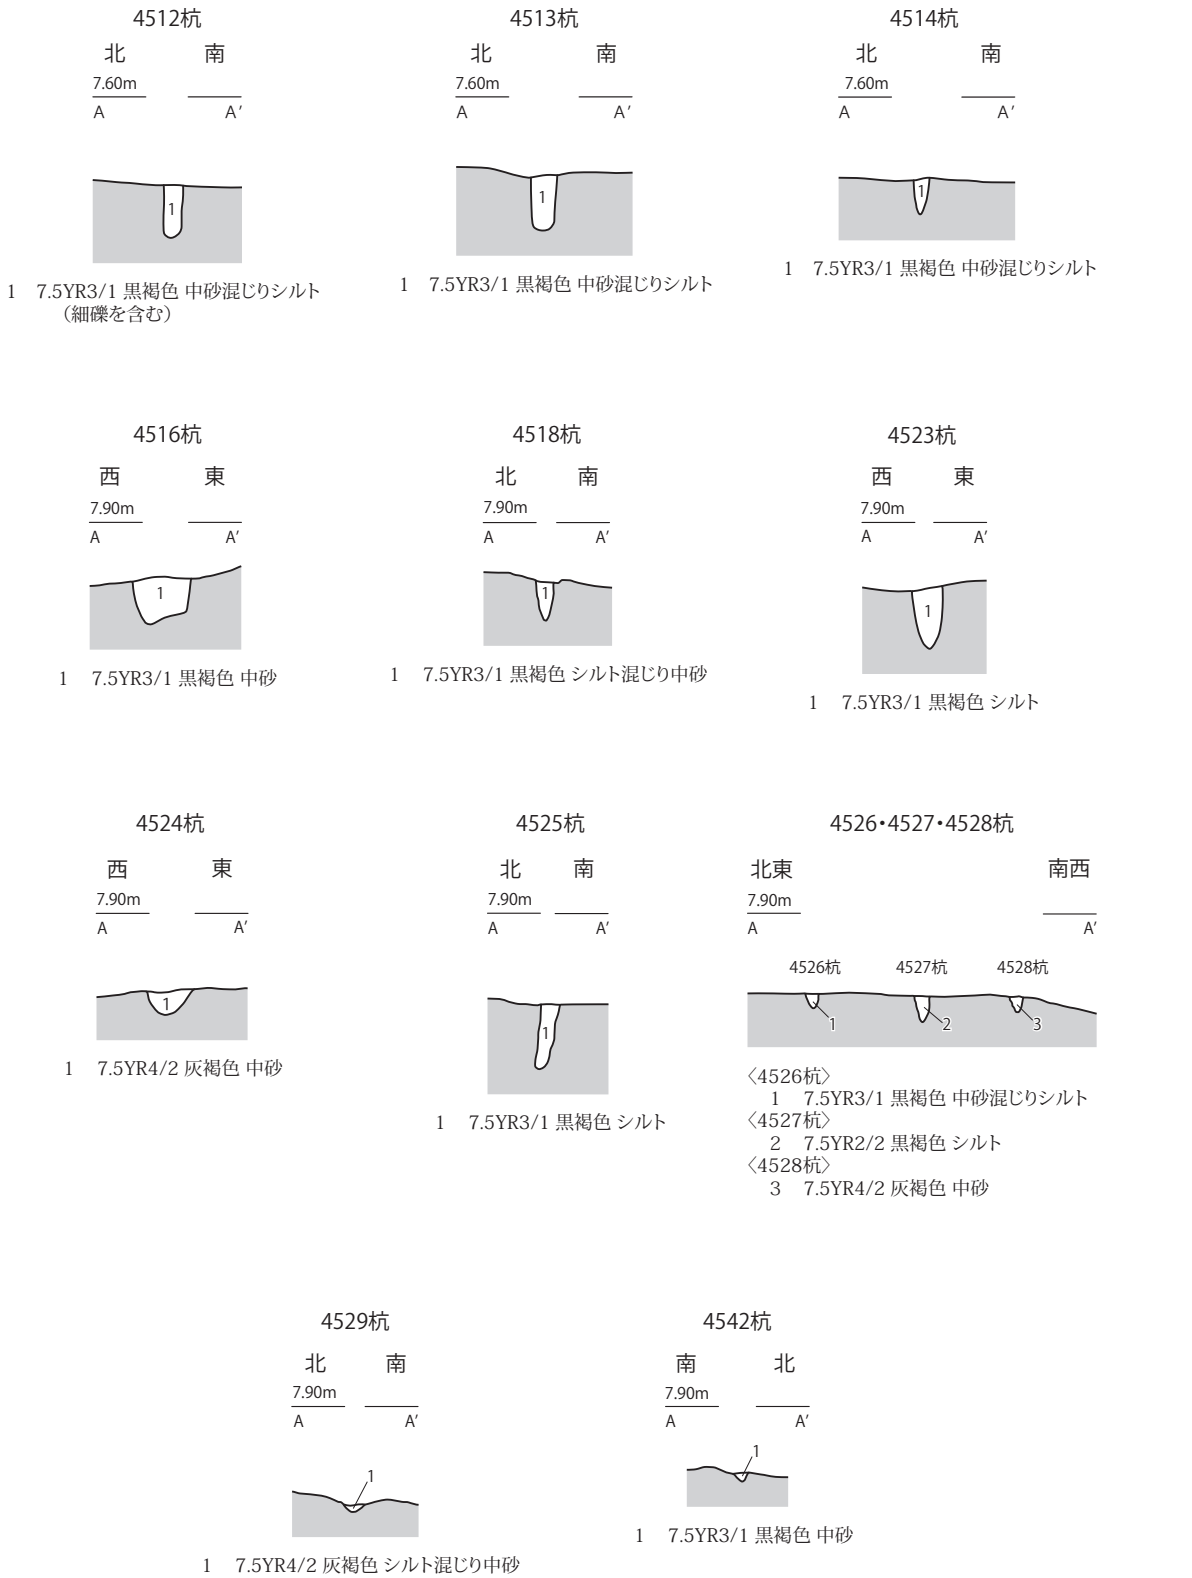 4512杭
北 南
7.60m
A A′
1
1 7.5YR3/1 黒褐色 中砂混じりシルト
（細礫を含む）
4513杭
北 南
7.60m
A A′
1
1 7.5YR3/1 黒褐色 中砂混じりシルト
4514杭
北 南
7.60m
A A′
1
1 7.5YR3/1 黒褐色 中砂混じりシルト
4516杭
西 東
7.90m
A A′
1
1 7.5YR3/1 黒褐色 中砂
4518杭
北 南
7.90m
A A′
1
1 7.5YR3/1 黒褐色 シルト混じり中砂
4523杭
西 東
7.90m
A A′
1
1 7.5YR3/1 黒褐色 シルト
4524杭
西 東
7.90m
A A′
1
1 7.5YR4/2 灰褐色 中砂
4525杭
北 南
7.90m
A A′
1
1 7.5YR3/1 黒褐色 シルト
4526・4527・4528杭
北東 南西
7.90m
A A′
4526杭 4527杭 4528杭
1 2 3
〈4526杭〉
1 7.5YR3/1 黒褐色 中砂混じりシルト
〈4527杭〉
2 7.5YR2/2 黒褐色 シルト
〈4528杭〉
3 7.5YR4/2 灰褐色 中砂
4529杭
北 南
7.90m
A A′
1
1 7.5YR4/2 灰褐色 シルト混じり中砂
4542杭
南 北
7.90m
A A′
1
1 7.5YR3/1 黒褐色 中砂